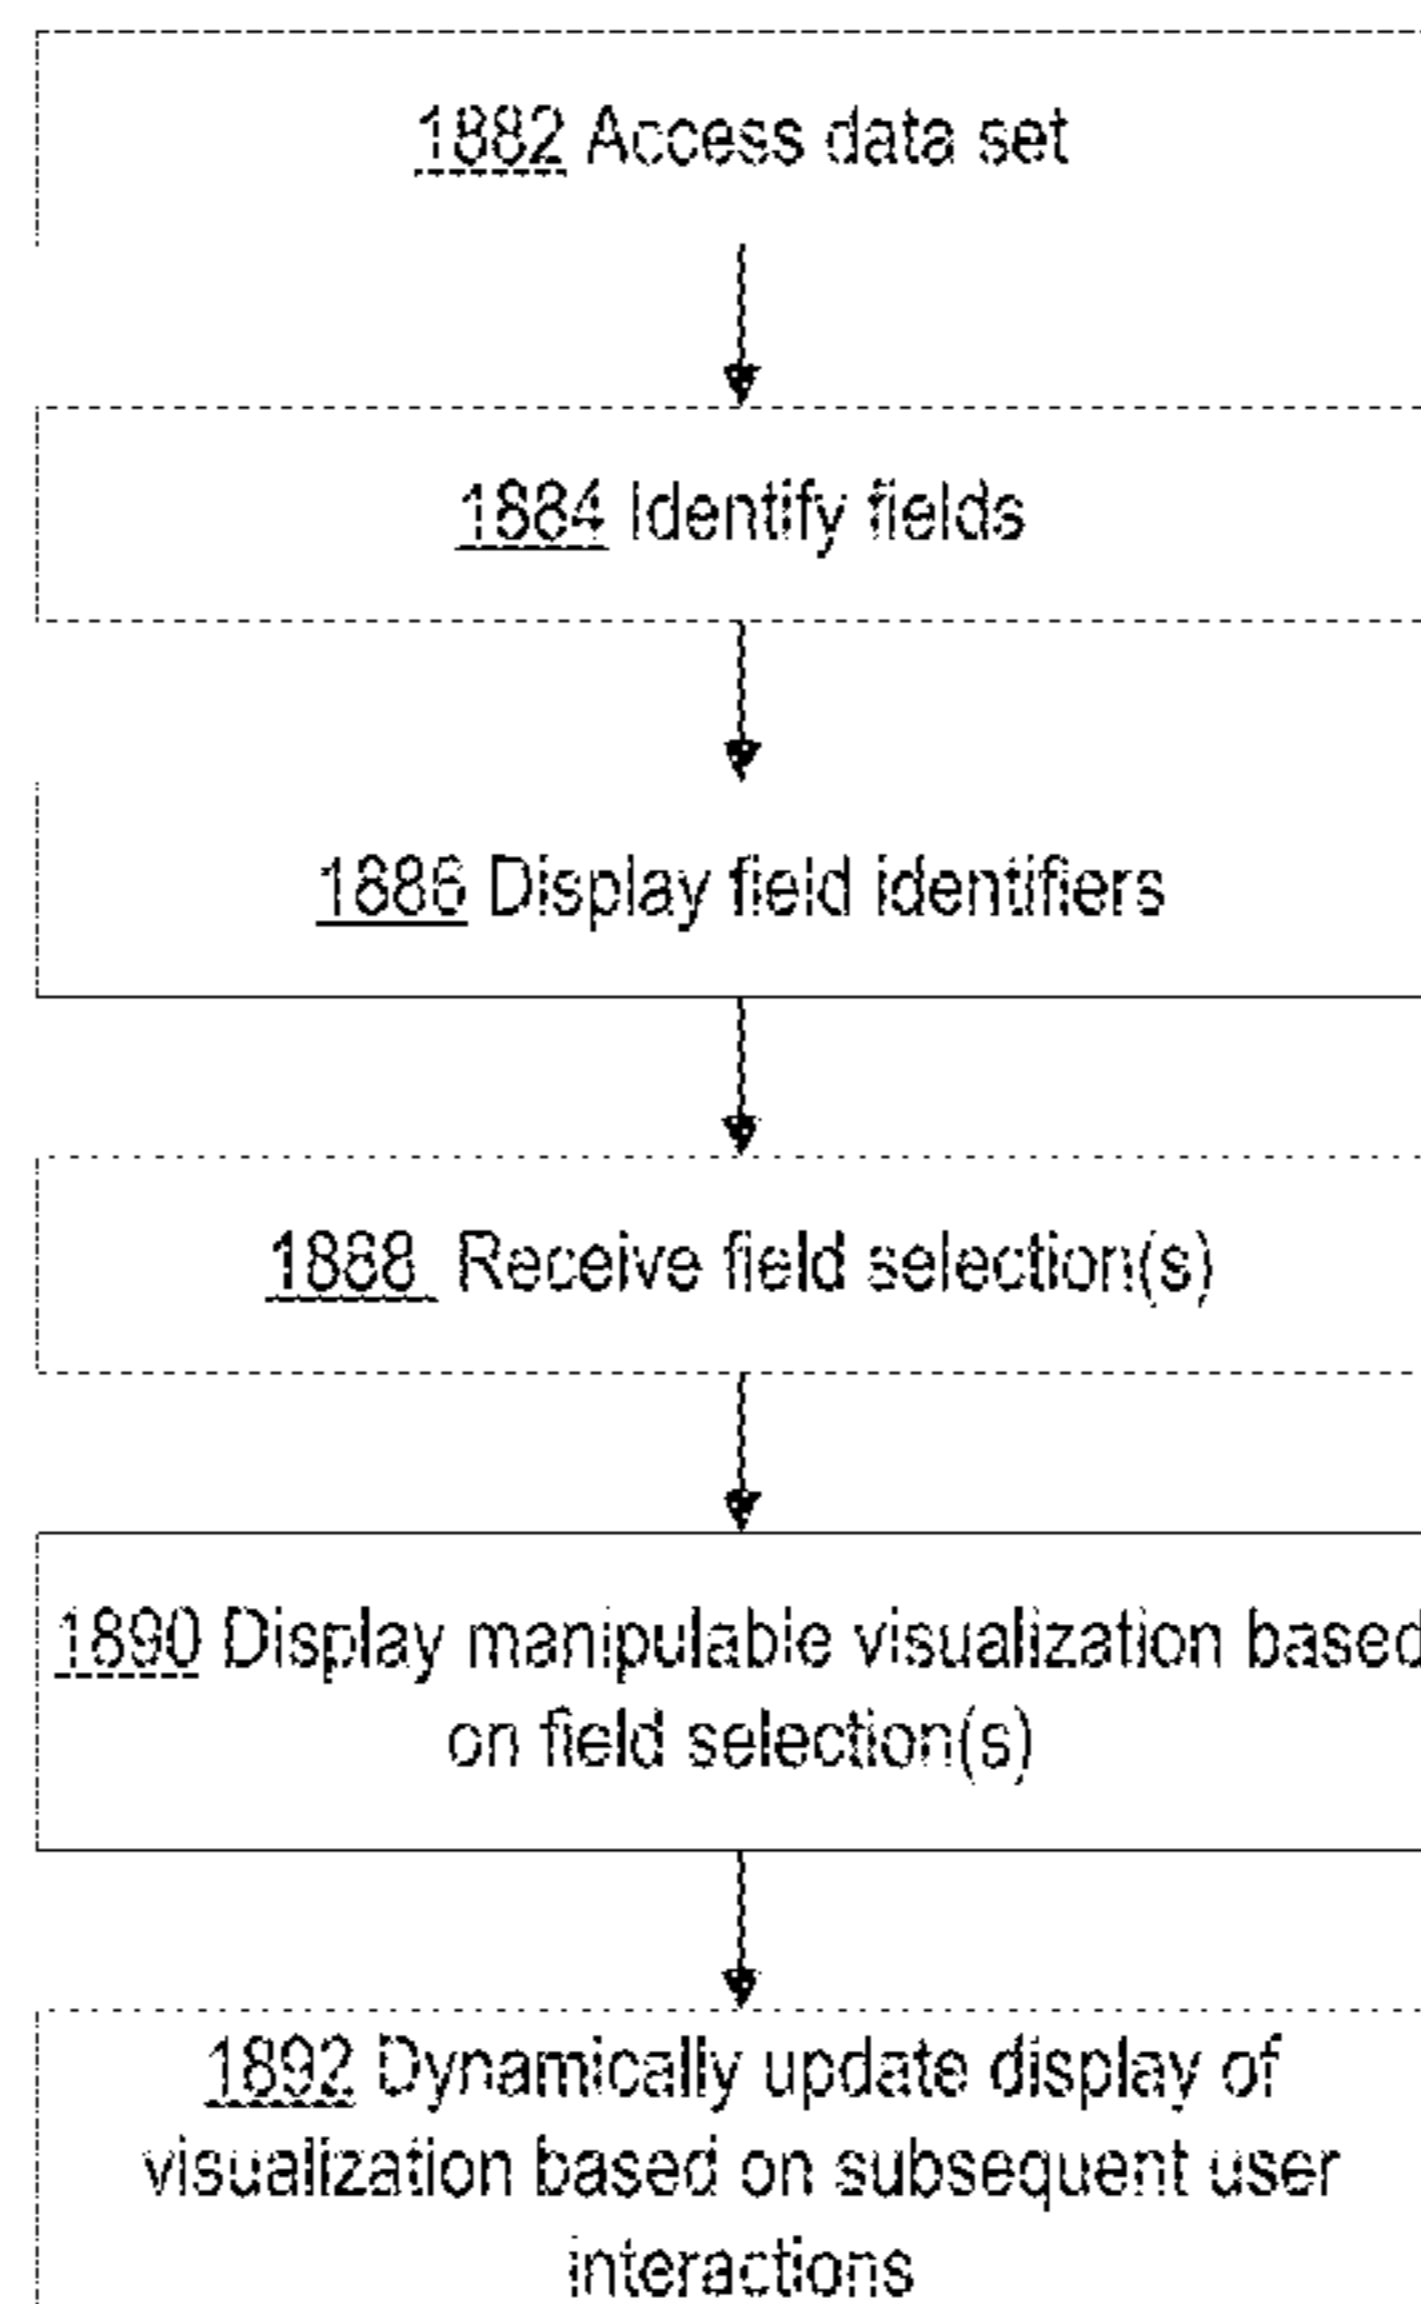 1882 Access data set
1884 Identify fields
1886 Display field identifiers
1888 Receive field selection(s)
1890 Display manipulable visualization based
on field selection(s)
1892 Dynamically update display of
visualization based on subsequent user
interactions